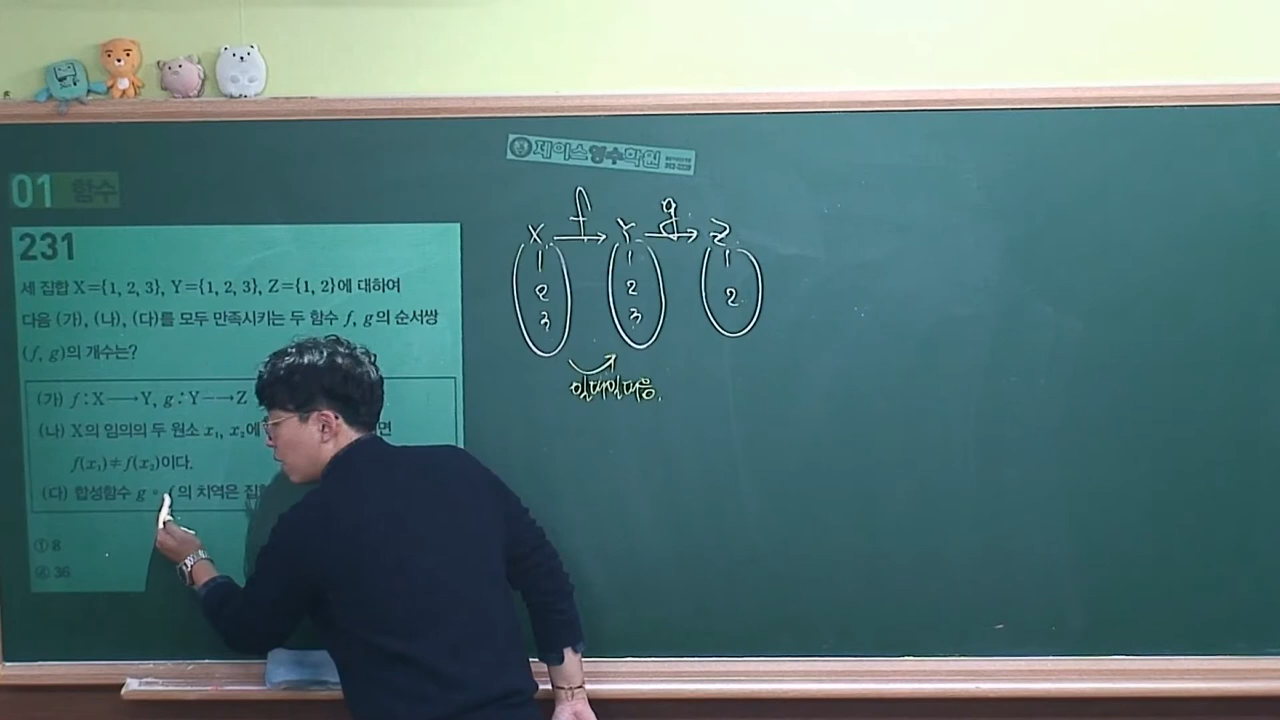 제이스영수학원
01 함수
231
세 집합 X={1, 2, 3}, Y={1, 2, 3}, Z={1, 2}에 대하여
다음 (가), (나), (다)를 모두 만족시키는 두 함수 f, g의 순서쌍
(f, g)의 개수는?
(가) f : X → Y, g : Y → Z
(나) X의 임의의 두 원소 x₁, x₂에 면
f(x₁)≠f(x₂)이다.
(다) 합성함수 g∘f의 치역은 집합
① 8
④ 36
X f Y g Z
1 1 1
2 2 2
3 3
일대일대응.